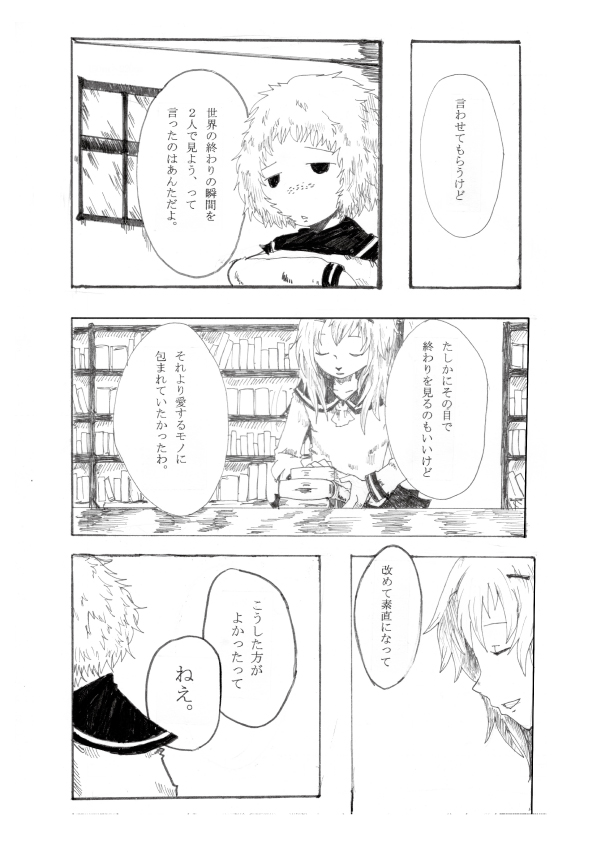 言わせてもらうけど
世界の終わりの瞬間を
２人で見よう、って
言ったのはあんただよ。
たしかにその目で
終わりを見るのもいいけど
それより愛するモノに
包まれていたかったわ。
改めて素直になって
こうした方が
よかったって
ねえ。